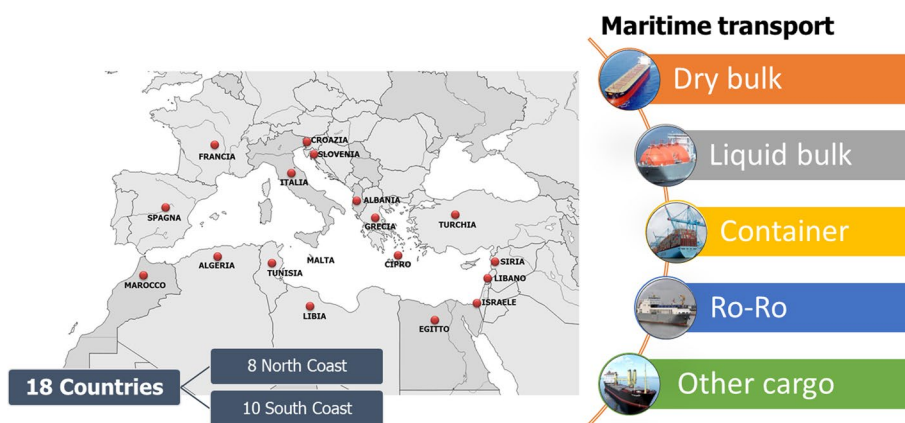 Maritime transport
Dry bulk
Liquid bulk
Container
Ro-Ro
Other cargo
CROAZIA
SLOVENIA
FRANCIA
ITALIA
ALBANIA
SPAGNA
GRECIA
TURCHIA
ALGERIA
TUNISIA
MALTA
CIPRO
SIRIA
LIBANO
MAROCCO
ISRAELE
LIBIA
EGITTO
18 Countries
8 North Coast
10 South Coast